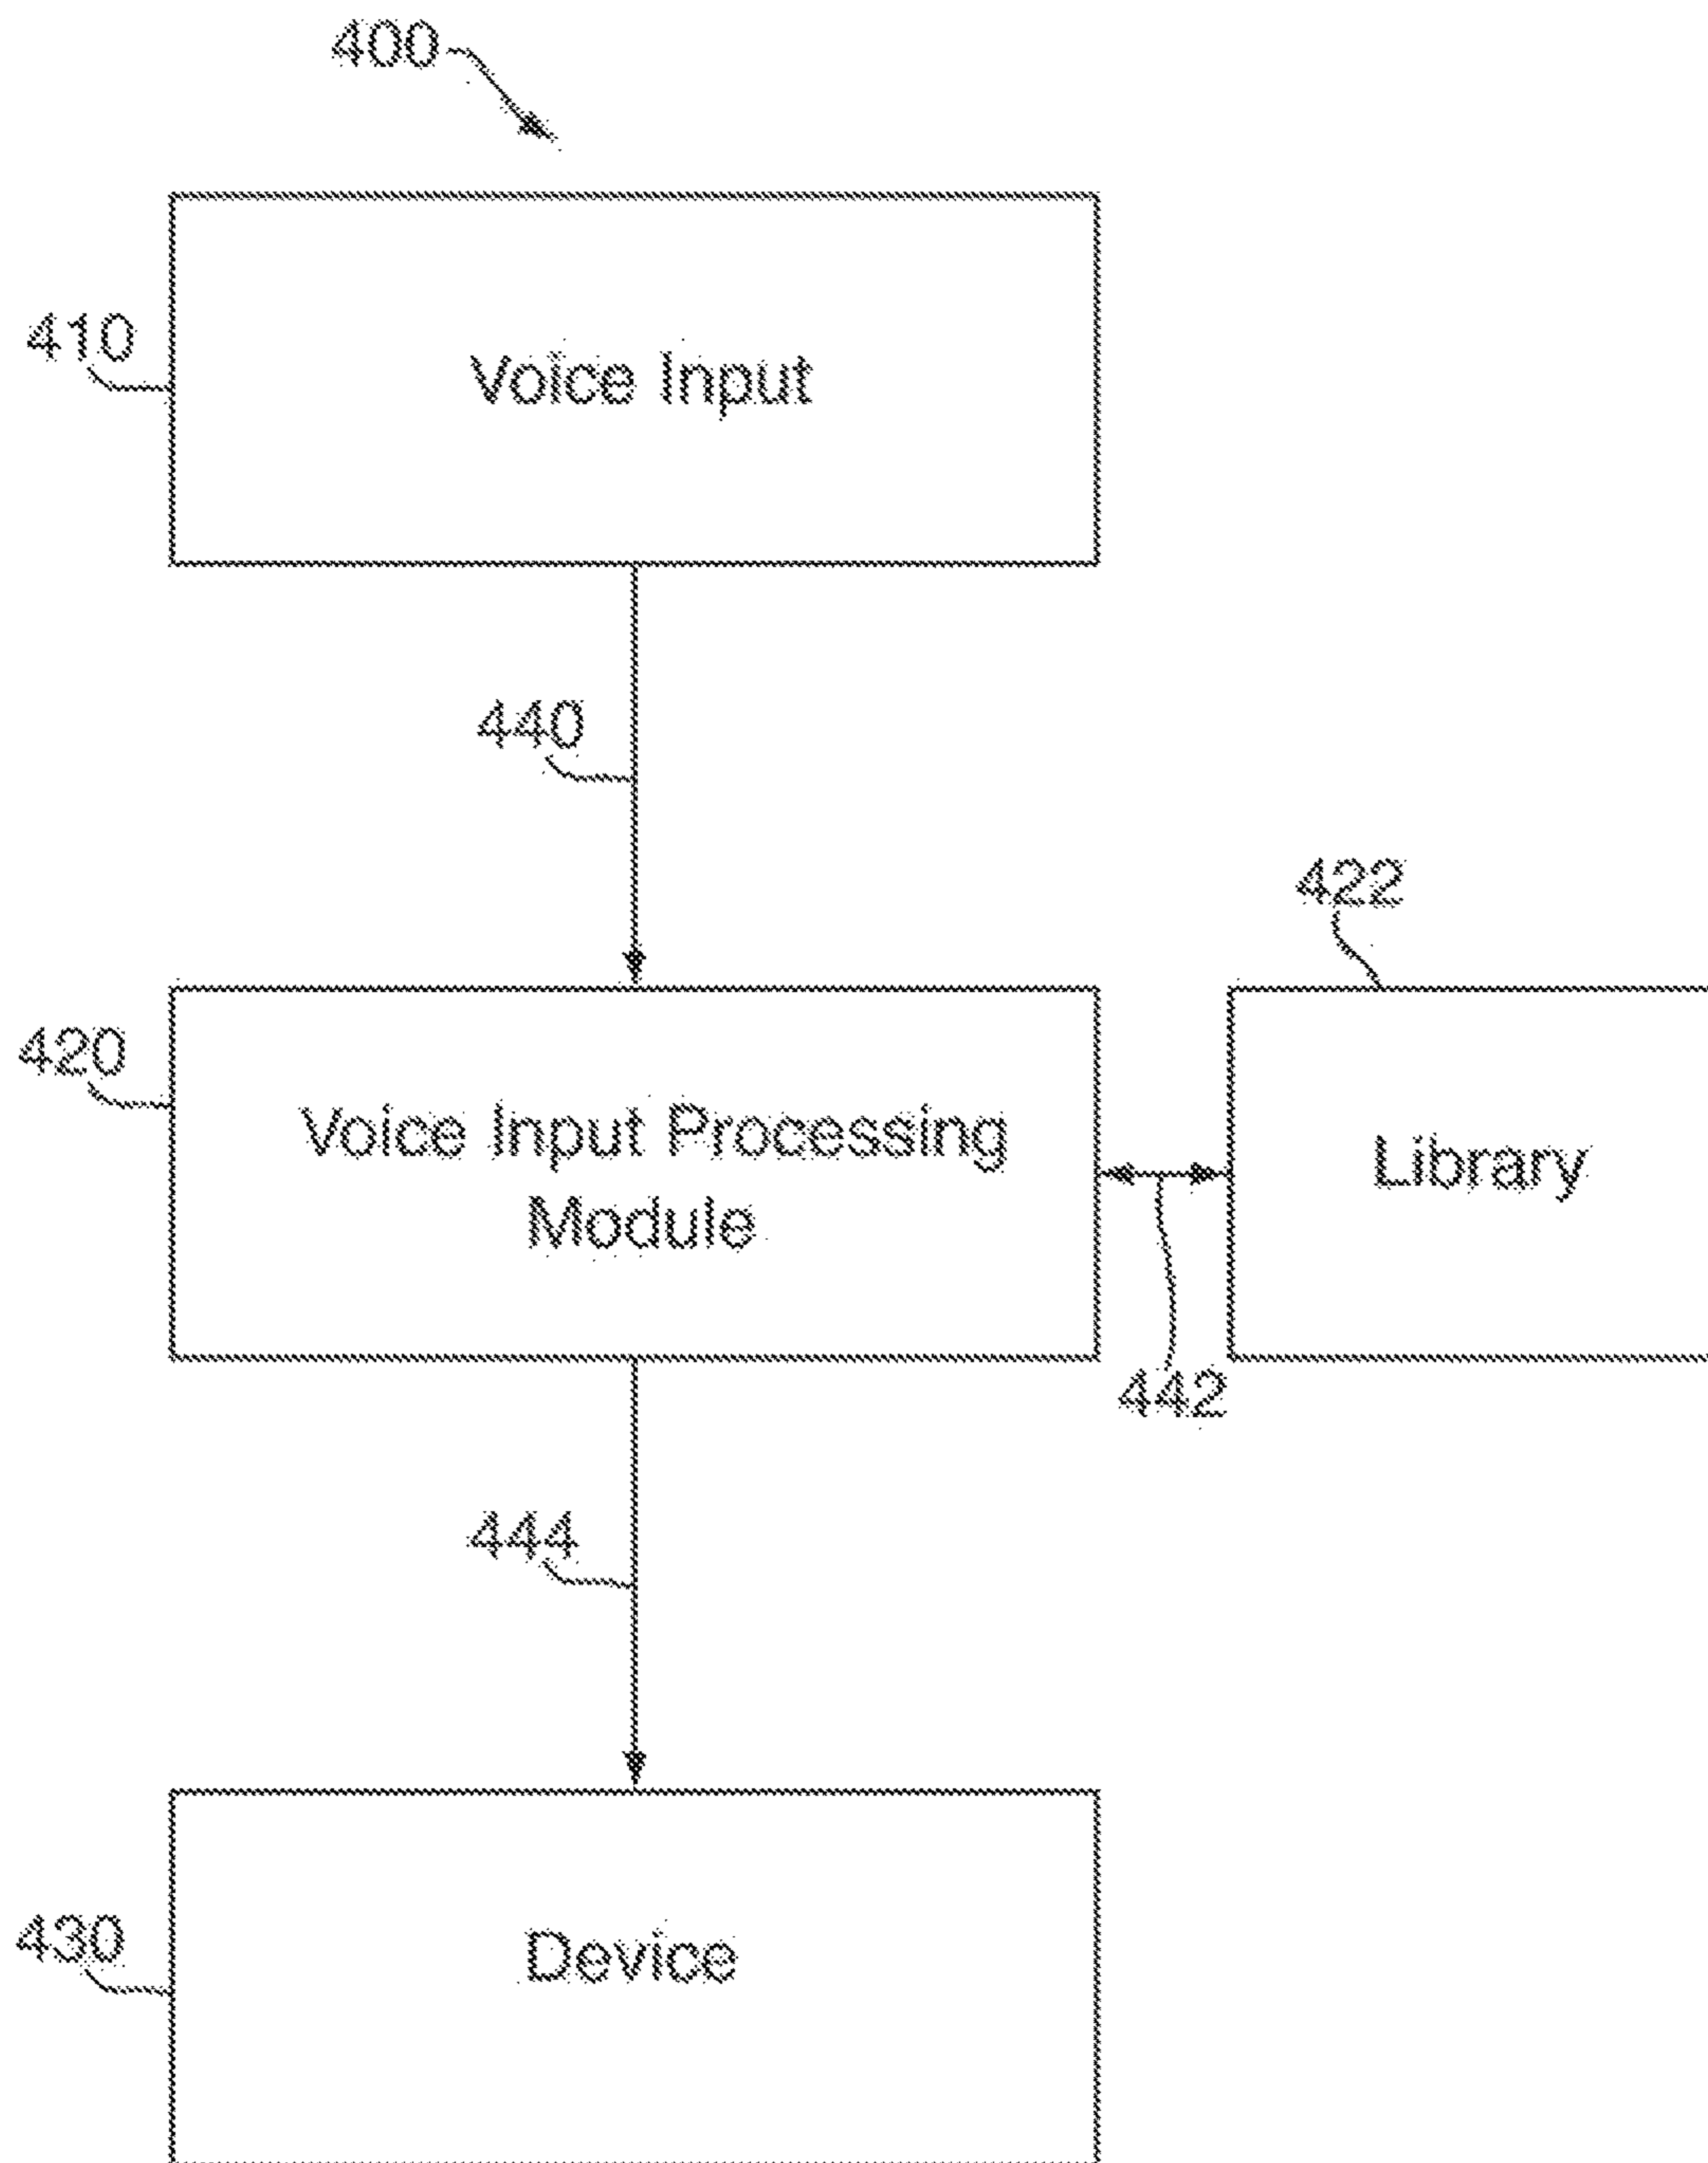 400
410
Voice Input
440
422
420
Voice Input Processing
Module
Library
442
444
430
Device